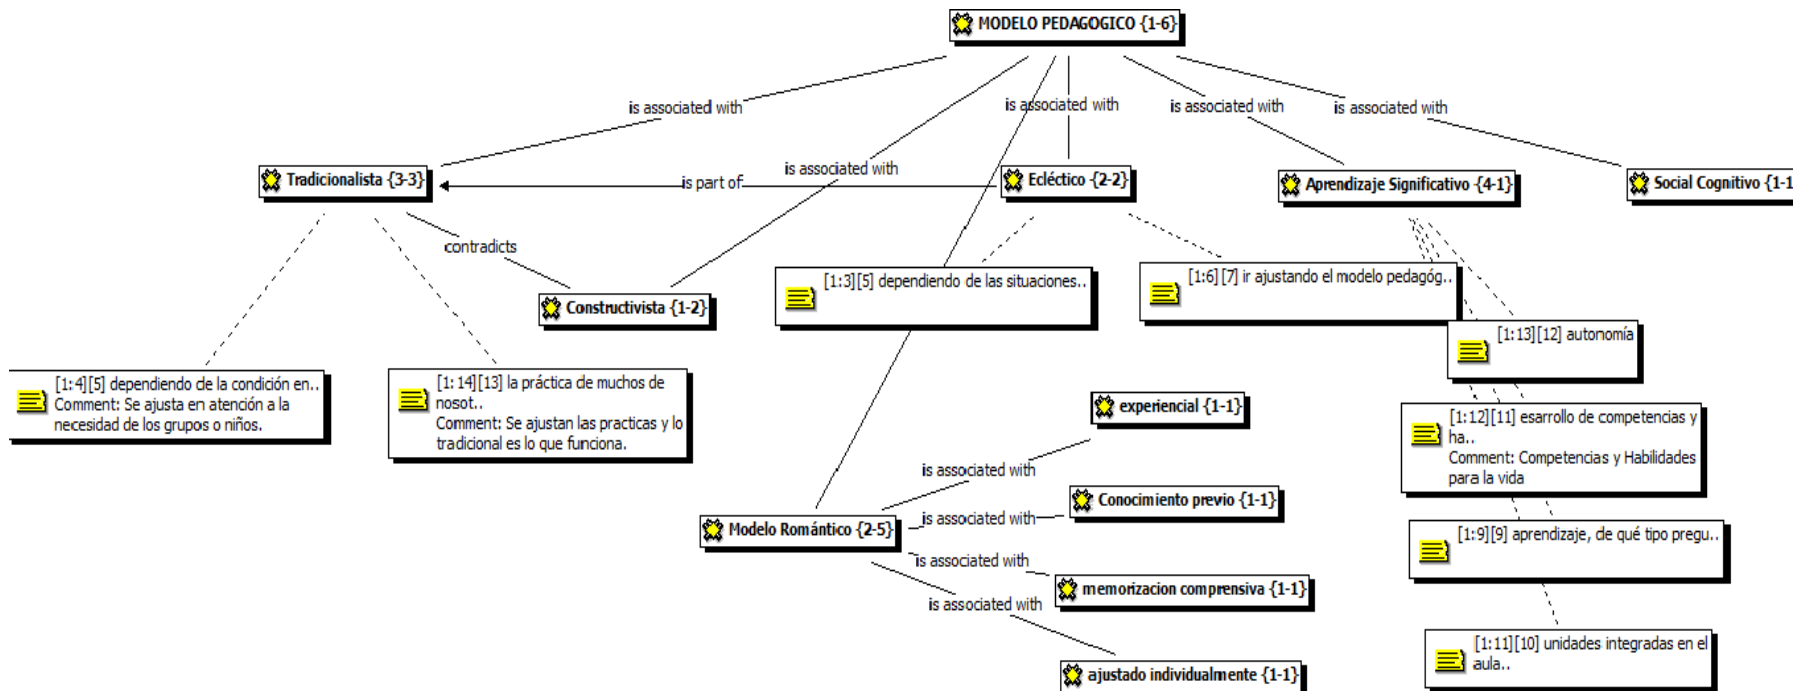 MODELO PEDAGOGICO {1-6}
is associated with
is associated with
is associated with
is associated with
is associated with
Tradicionalista {3-3}
is part of
Ecléctico {2-2}
Aprendizaje Significativo {4-1}
Social Cognitivo {1-1
contradicts
Constructivista {1-2}
[1:3][5] dependiendo de las situaciones..
[1:6][7] ir ajustando el modelo pedagóg..
[1:13][12] autonomía
[1:4][5] dependiendo de la condición en..
Comment: Se ajusta en atención a la
necesidad de los grupos o niños.
[1:14][13] la práctica de muchos de
nosot..
Comment: Se ajustan las practicas y lo
tradicional es lo que funciona.
experiencial {1-1}
[1:12][11] esarrollo de competencias y
ha..
Comment: Competencias y Habilidades
para la vida
is associated with
Conocimiento previo {1-1}
is associated with
Modelo Romántico {2-5}
[1:9][9] aprendizaje, de qué tipo pregu..
is associated with
memorizacion comprensiva {1-1}
is associated with
[1:11][10] unidades integradas en el
aula..
ajustado individualmente {1-1}